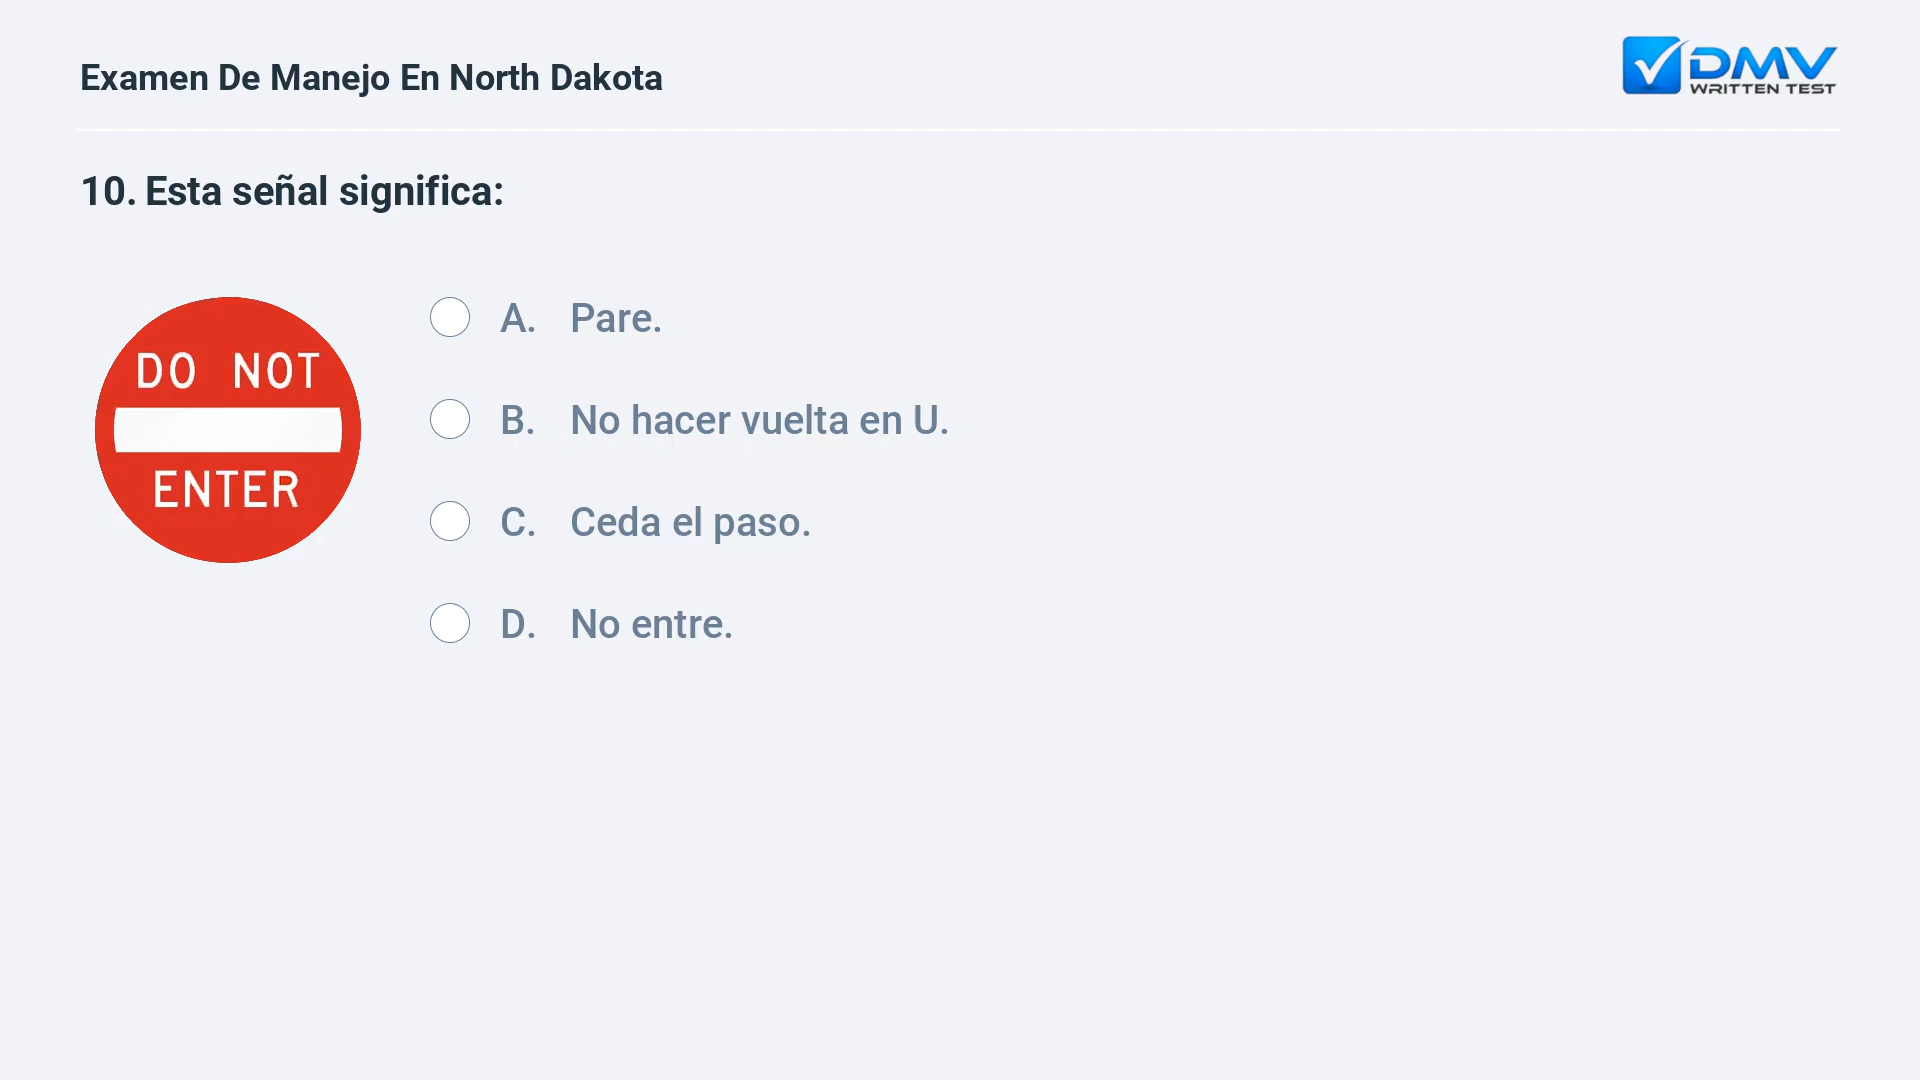 Examen De Manejo En North Dakota
DMV
WRITTEN TEST
10. Esta señal significa:
DO NOT
ENTER
A. Pare.
B. No hacer vuelta en U.
C. Ceda el paso.
D. No entre.